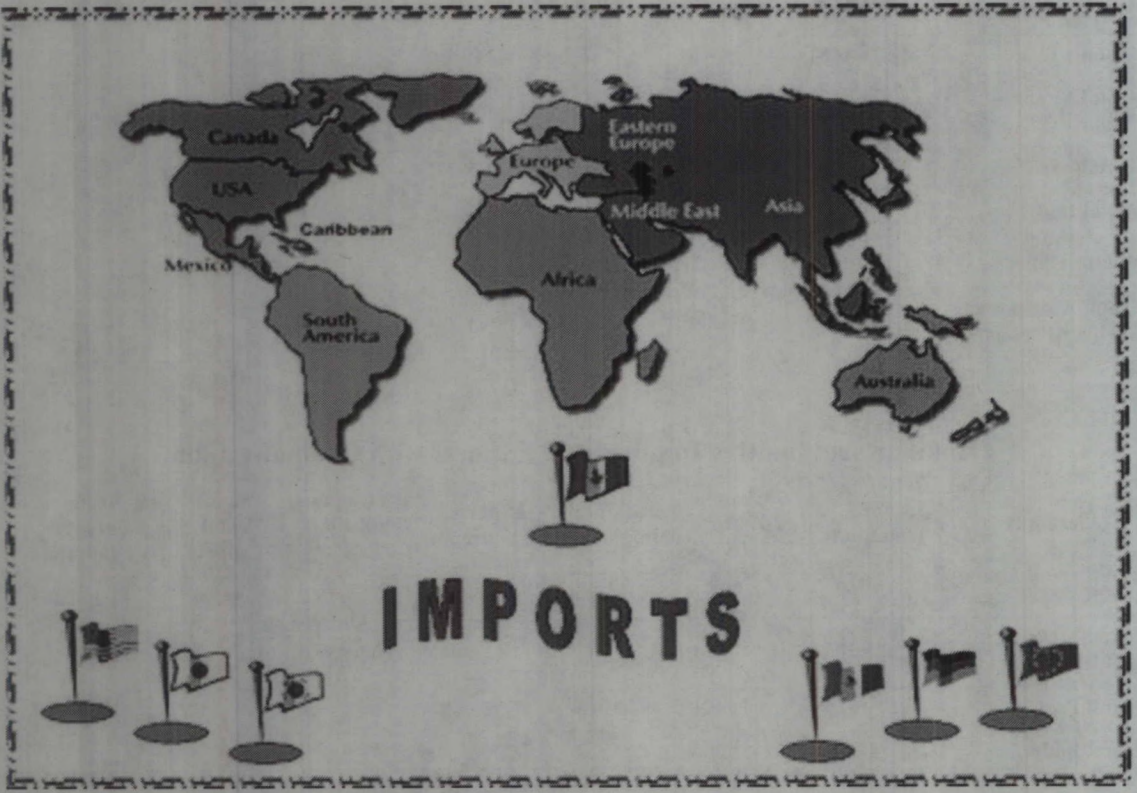 Canada
Eastern
Europe
Europe
USA
Middle East
Asia
Caribbean
Mexico
Africa
South
America
Australia
IMPORTS